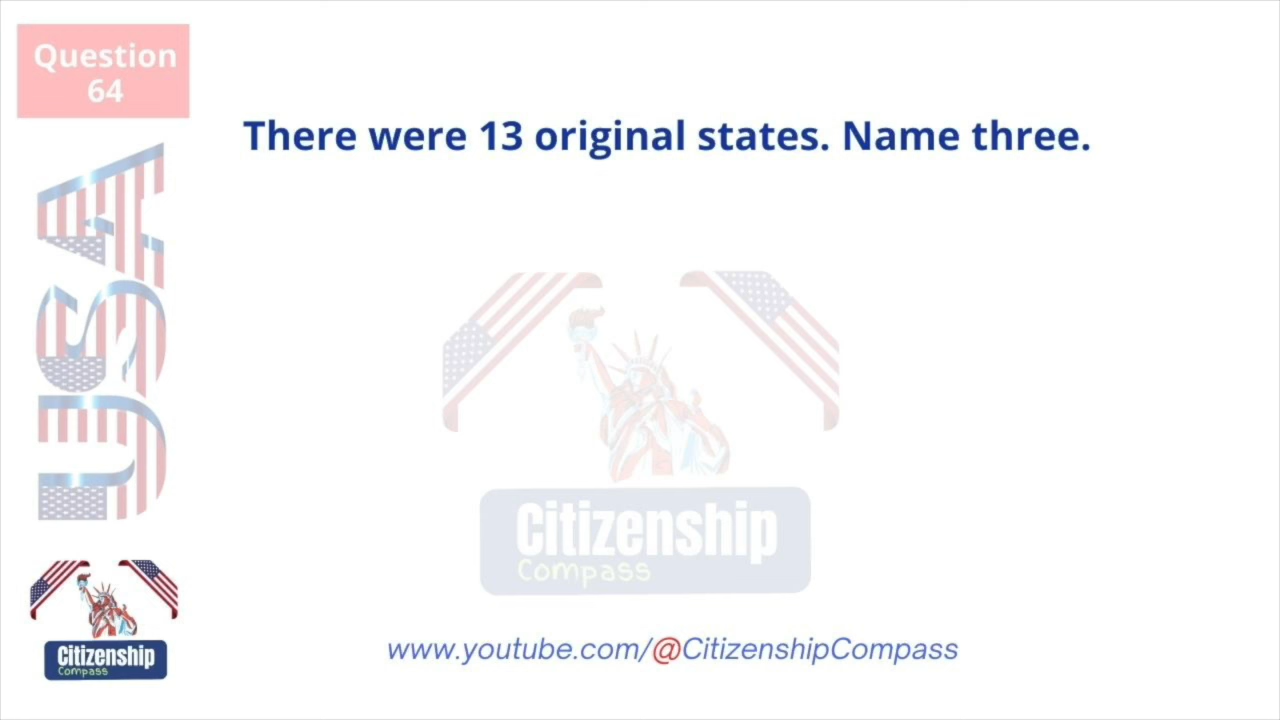 Question
64
There were 13 original states. Name three.
Citizenship
Compass
Citizenship
Compass
www.youtube.com/@CitizenshipCompass
USA